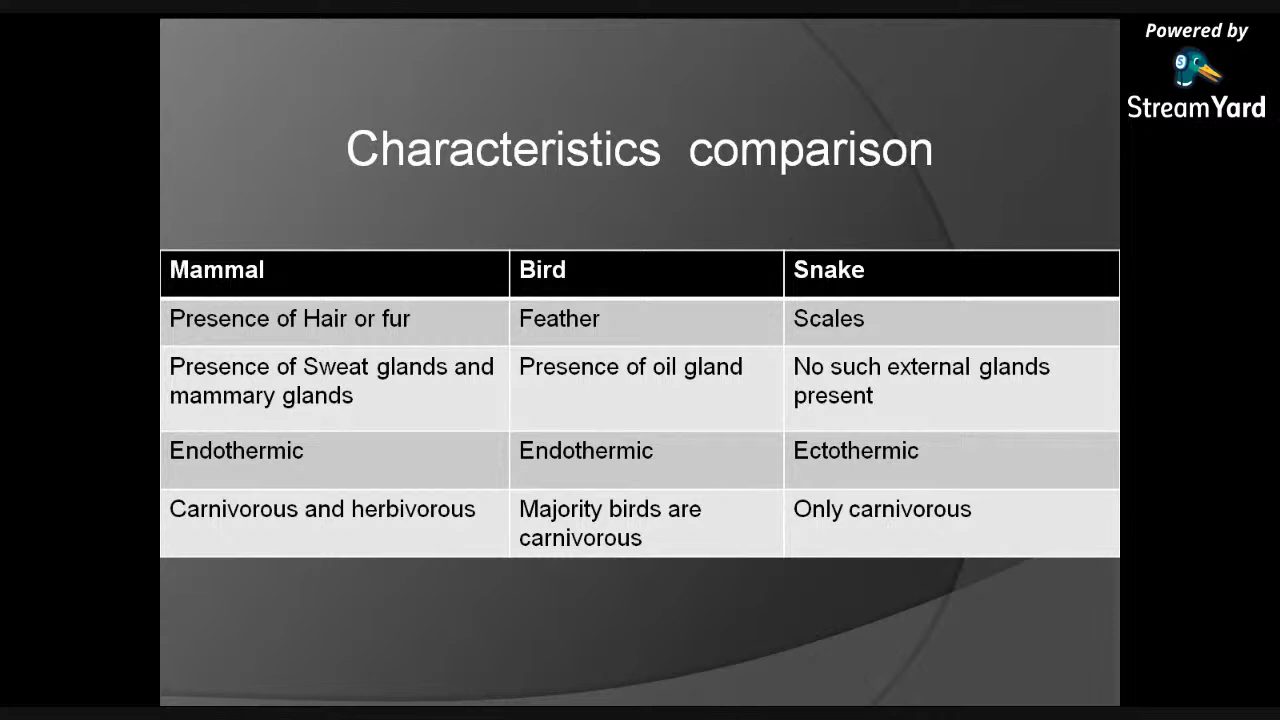 Powered by
StreamYard
Characteristics comparison
Mammal Bird Snake
Presence of Hair or fur Feather Scales
Presence of Sweat glands and Presence of oil gland No such external glands
mammary glands present
Endothermic Endothermic Ectothermic
Carnivorous and herbivorous Majority birds are Only carnivorous
carnivorous